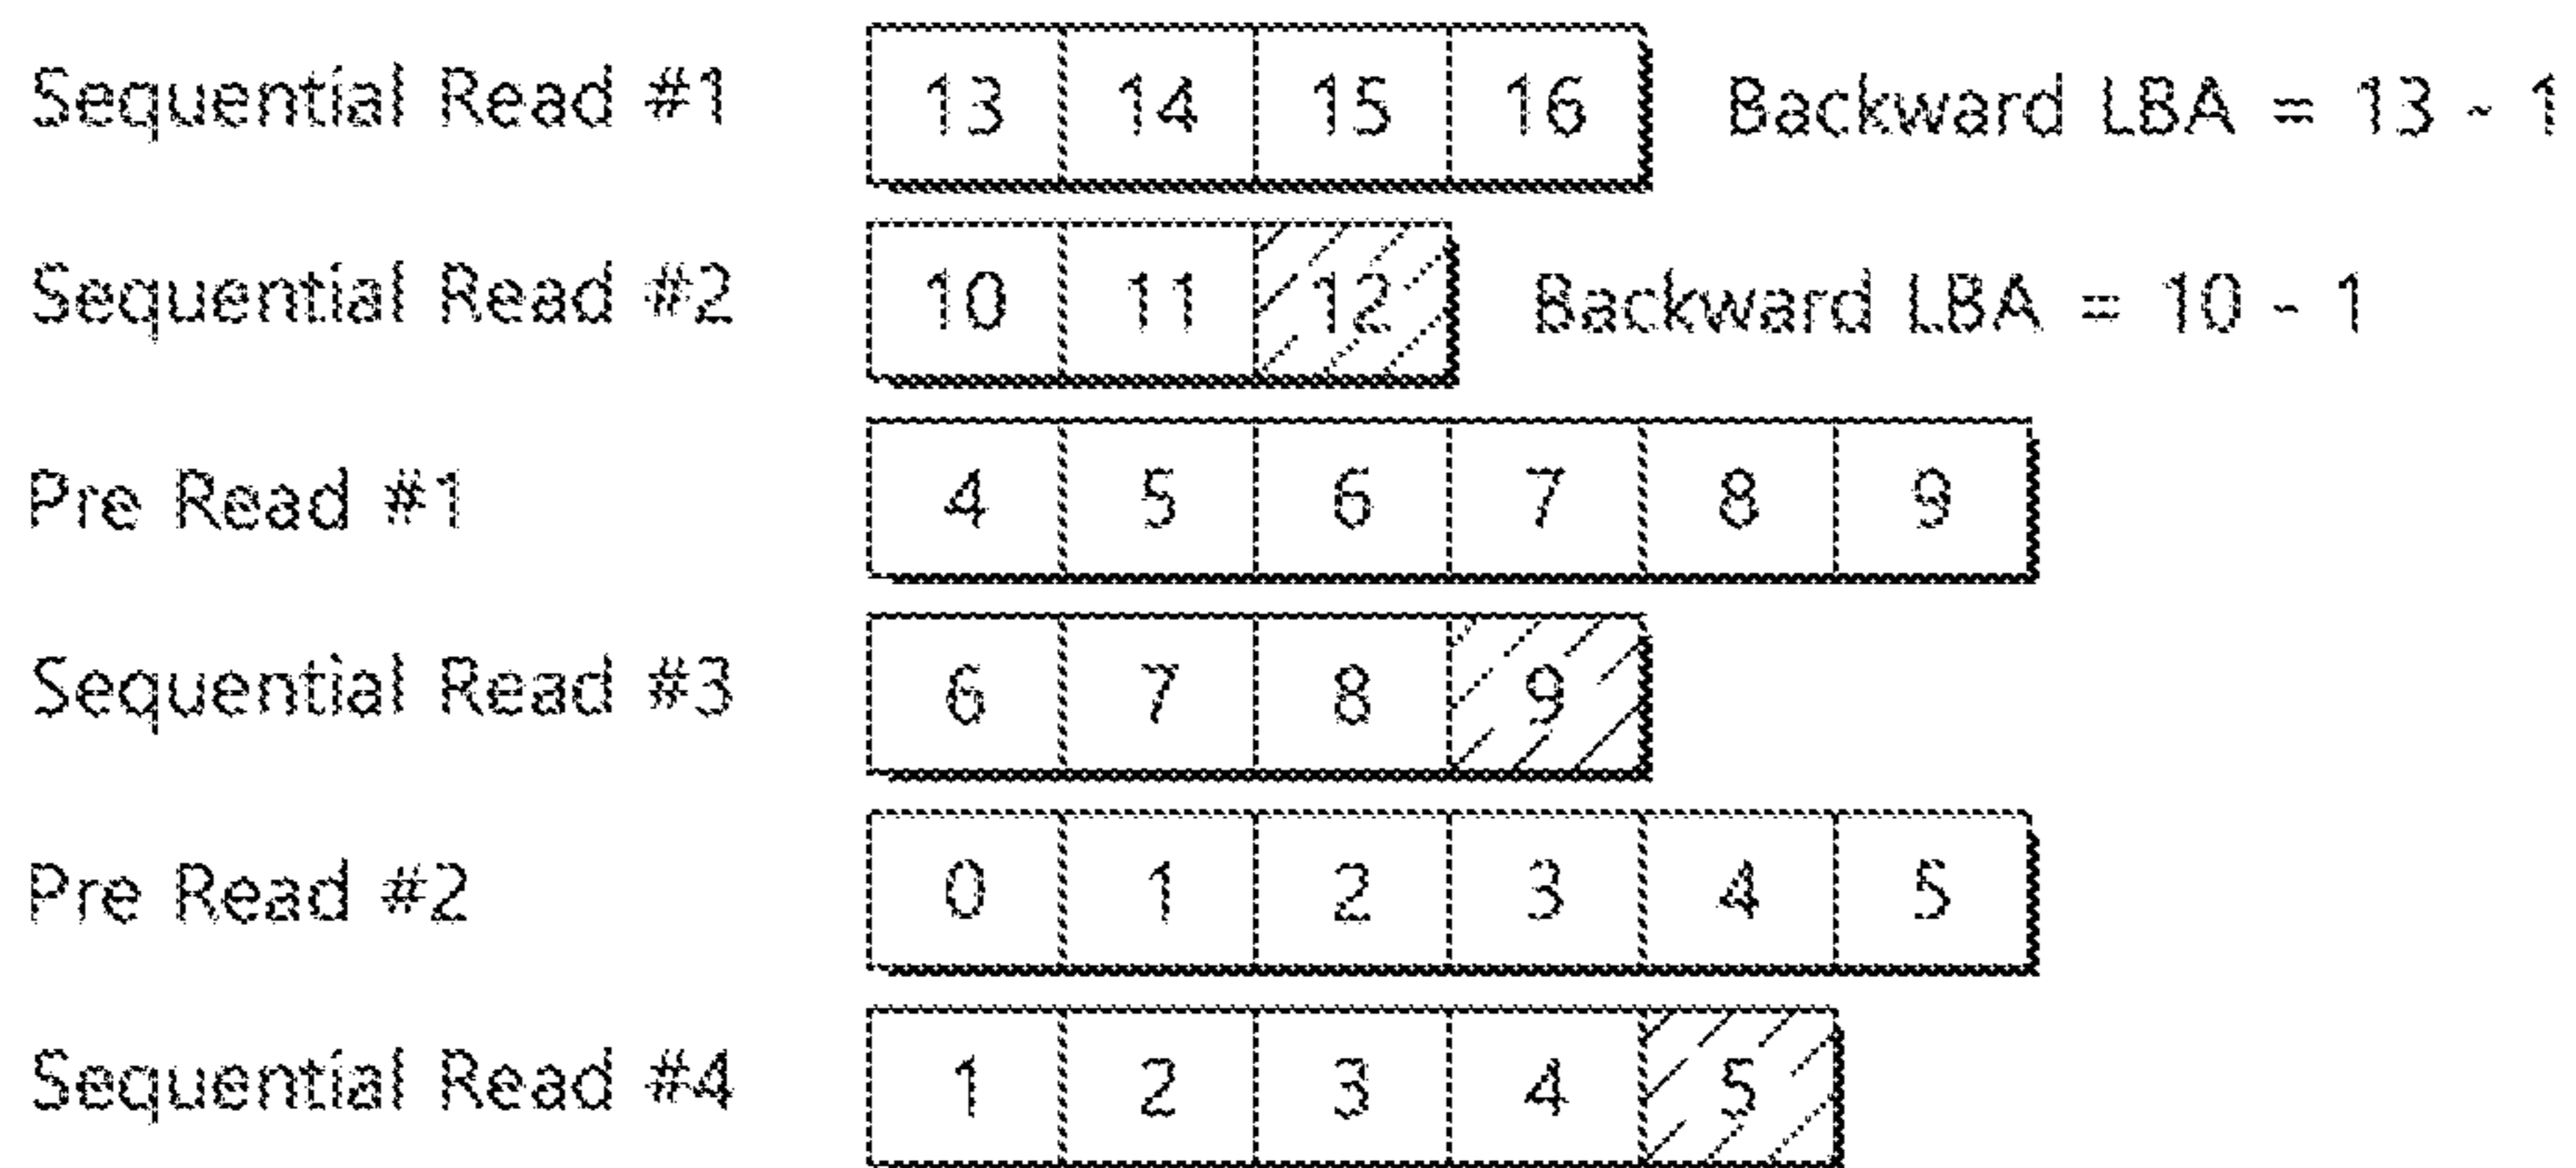 Sequential Read #1 13 14 15 16 Backward LBA = 13 - 1
Sequential Read #2 10 11 12 Backward LBA = 10 - 1
Pre Read #1 4 5 6 7 8 9
Sequential Read #3 6 7 8 9
Pre Read #2 0 1 2 3 4 5
Sequential Read #4 1 2 3 4 5